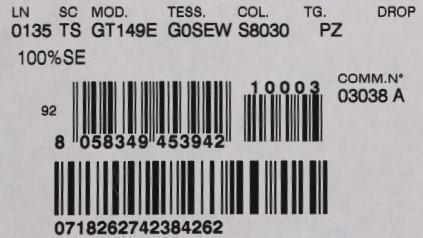 LN SC MOD. TESS. COL. TG. DROP
0135 TS GT149E G0SEW S8030 PZ
100%SE
10003
COMM.N°
03038 A
92
8 058349 453942
0718262742384262